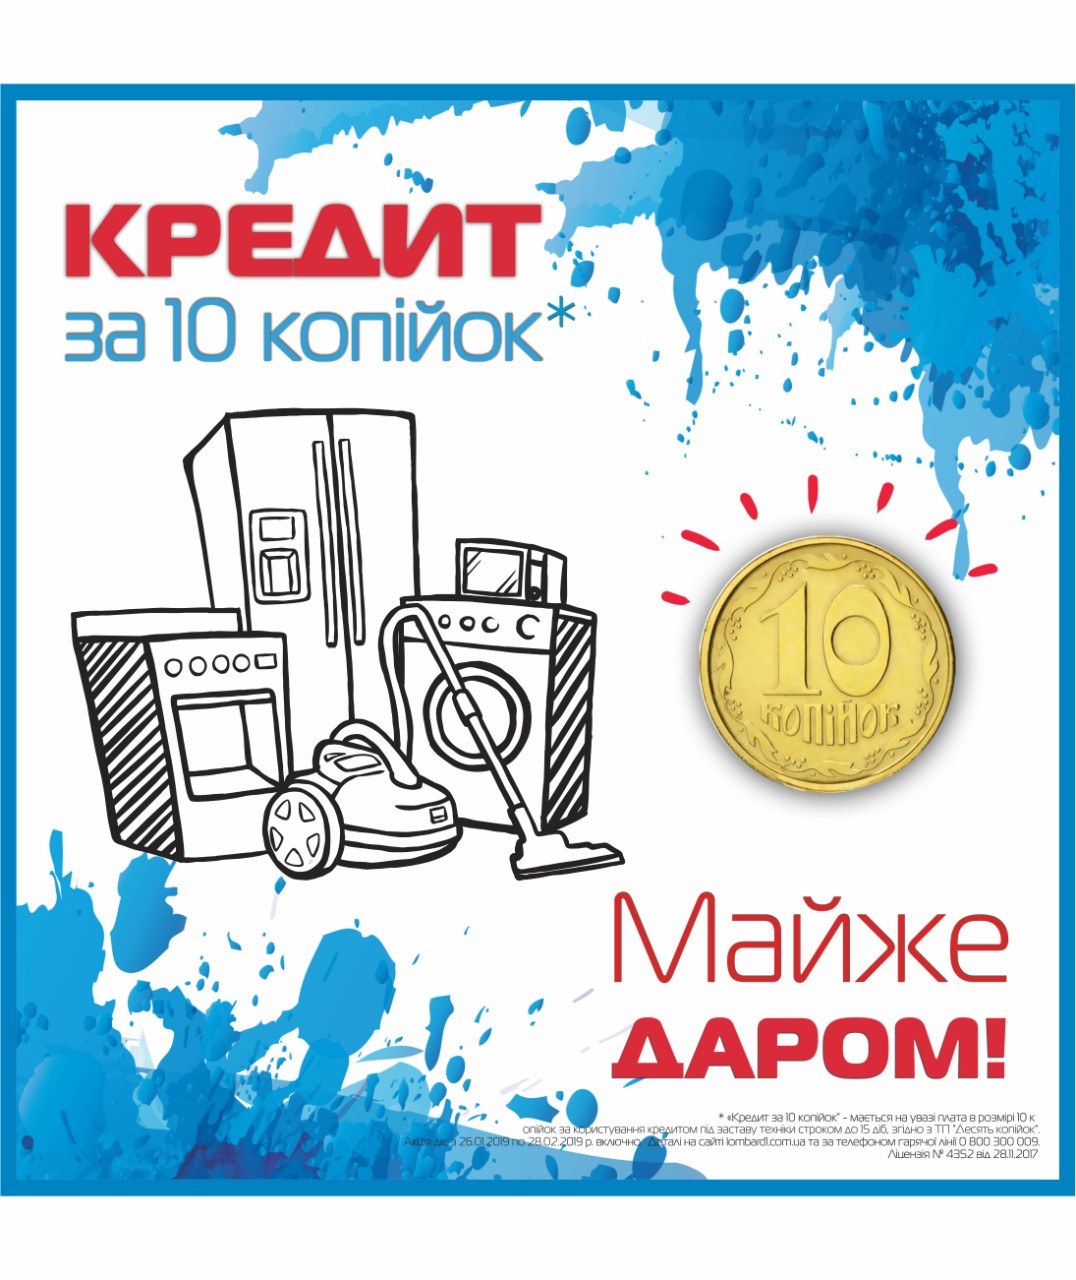 КРЕДИТ
за 10 копійок*
10
КОПІЙОК
Майже
ДАРОМ!
* «Кредит за 10 копійок" - мається на увазі плата в розмірі 10 к
опійок за користування кредитом під заставу техніки строком до 15 діб, згідно з ТП "Десять копійок".
Акція діє з 26.01.2019 по 28.02.2019 р. включно. Деталі на сайті lombard1.com.ua та за телефоном гарячої лінії 0 800 300 009.
Ліцензія № 4352 від 28.11.2017